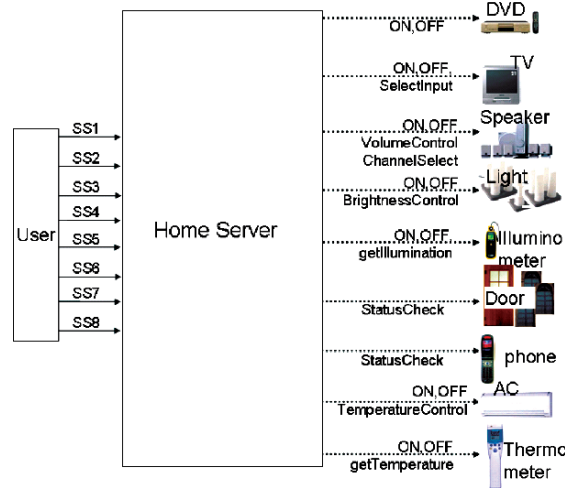 DVD
ON,OFF
TV
ON,OFF,
SelectInput
Speaker
ON,OFF
VolumeControl
ChannelSelect
Light
ON,OFF
BrightnessControl
Illumino
meter
ON,OFF
getIllumination
Door
StatusCheck
phone
StatusCheck
AC
ON,OFF
TemperatureControl
Thermo
meter
ON,OFF
getTemperature
Home Server
User
SS1
SS2
SS3
SS4
SS5
SS6
SS7
SS8